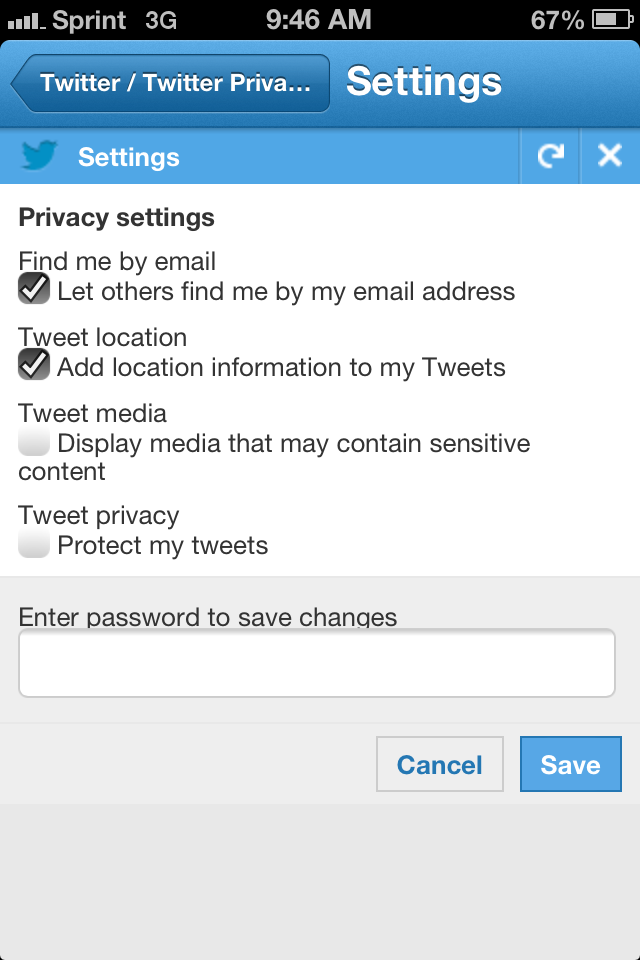 Sprint 3G 9:46 AM 67%
Twitter / Twitter Priva... Settings
Settings
Privacy settings
Find me by email
Let others find me by my email address
Tweet location
Add location information to my Tweets
Tweet media
Display media that may contain sensitive
content
Tweet privacy
Protect my tweets
Enter password to save changes
Cancel Save